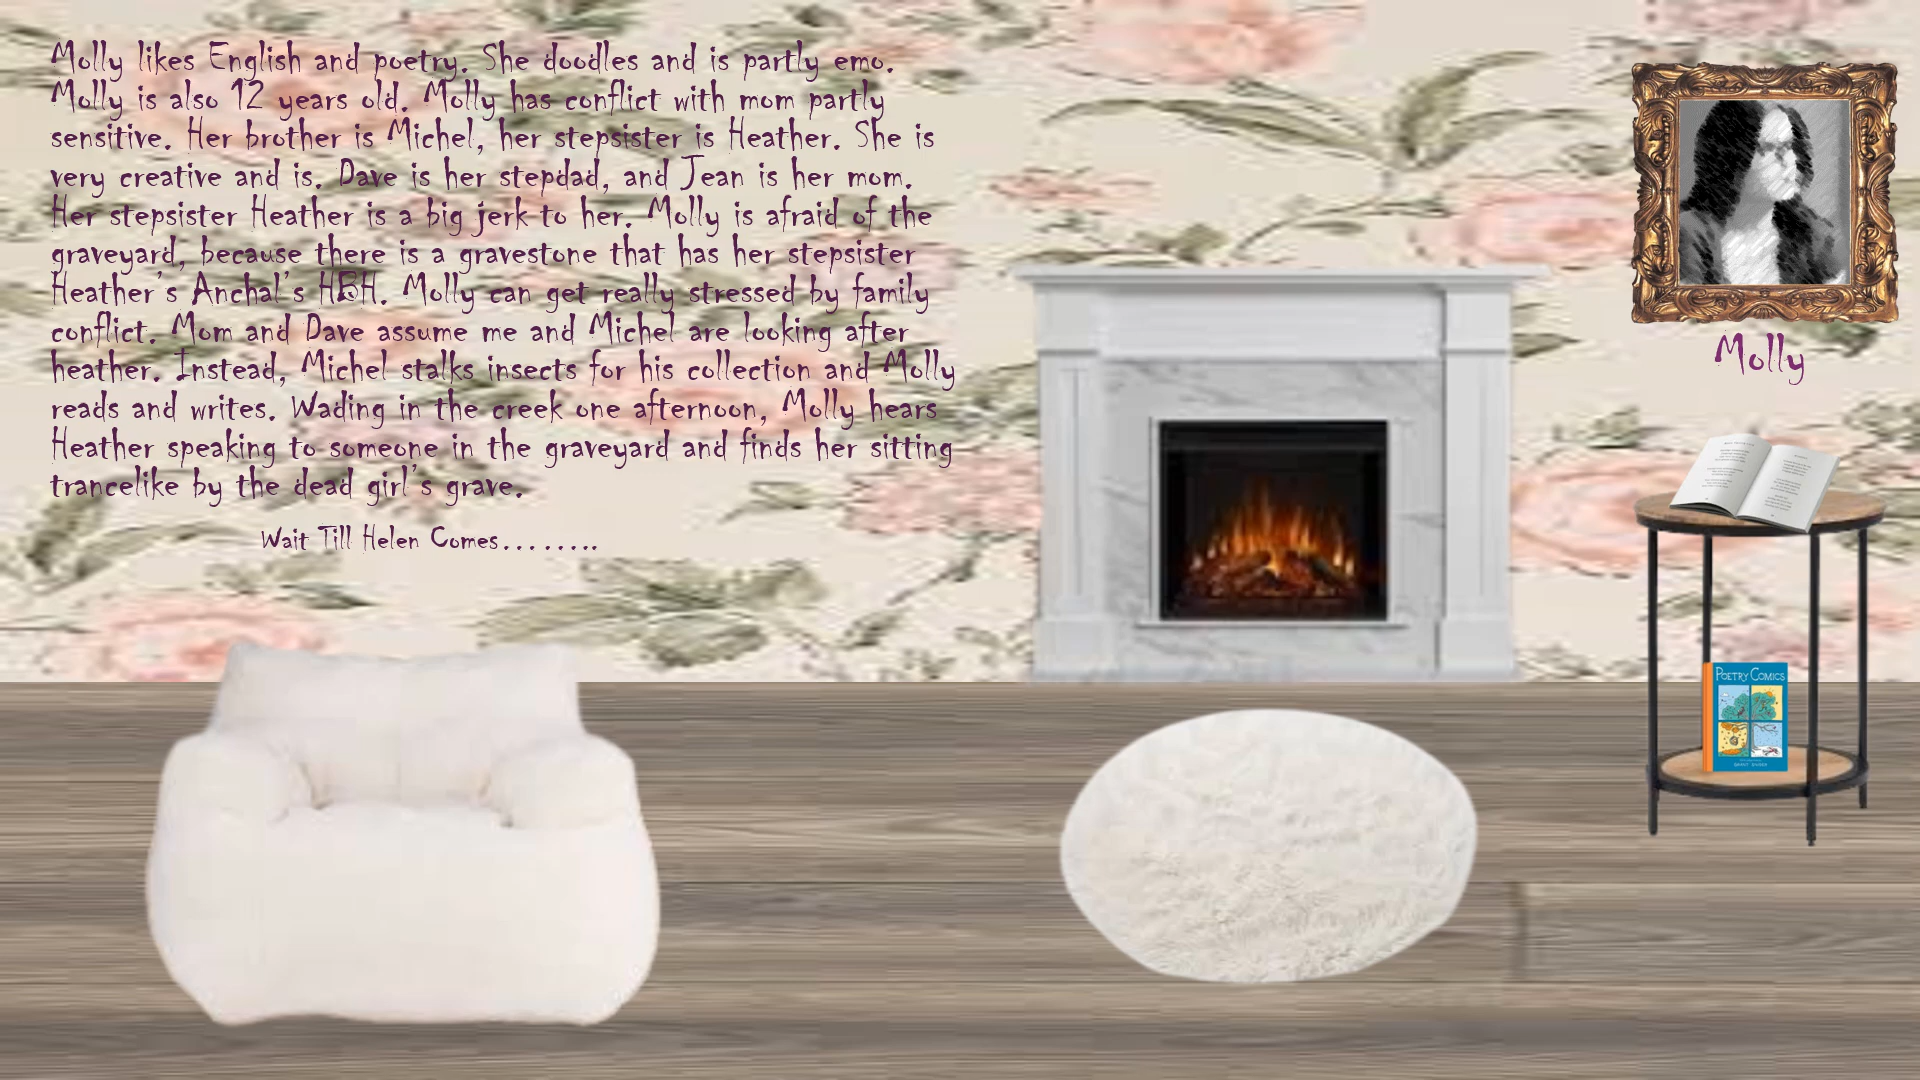 Molly likes English and poetry. She doodles and is partly emo.
Molly is also 12 years old. Molly has conflict with mom partly
sensitive. Her brother is Michel, her stepsister is Heather. She is
very creative and is. Dave is her stepdad, and Jean is her mom.
Her stepsister Heather is a big jerk to her. Molly is afraid of the
graveyard, because there is a gravestone that has her stepsister
Heather's Anchal's HEH. Molly can get really stressed by family
conflict. Mom and Dave assume me and Michel are looking after
heather. Instead, Michel stalks insects for his collection and Molly
reads and writes. Wading in the creek one afternoon, Molly hears
Heather speaking to someone in the graveyard and finds her sitting
trancelike by the dead girl's grave.
Wait Till Helen Comes........
Molly
POETRY COMICS